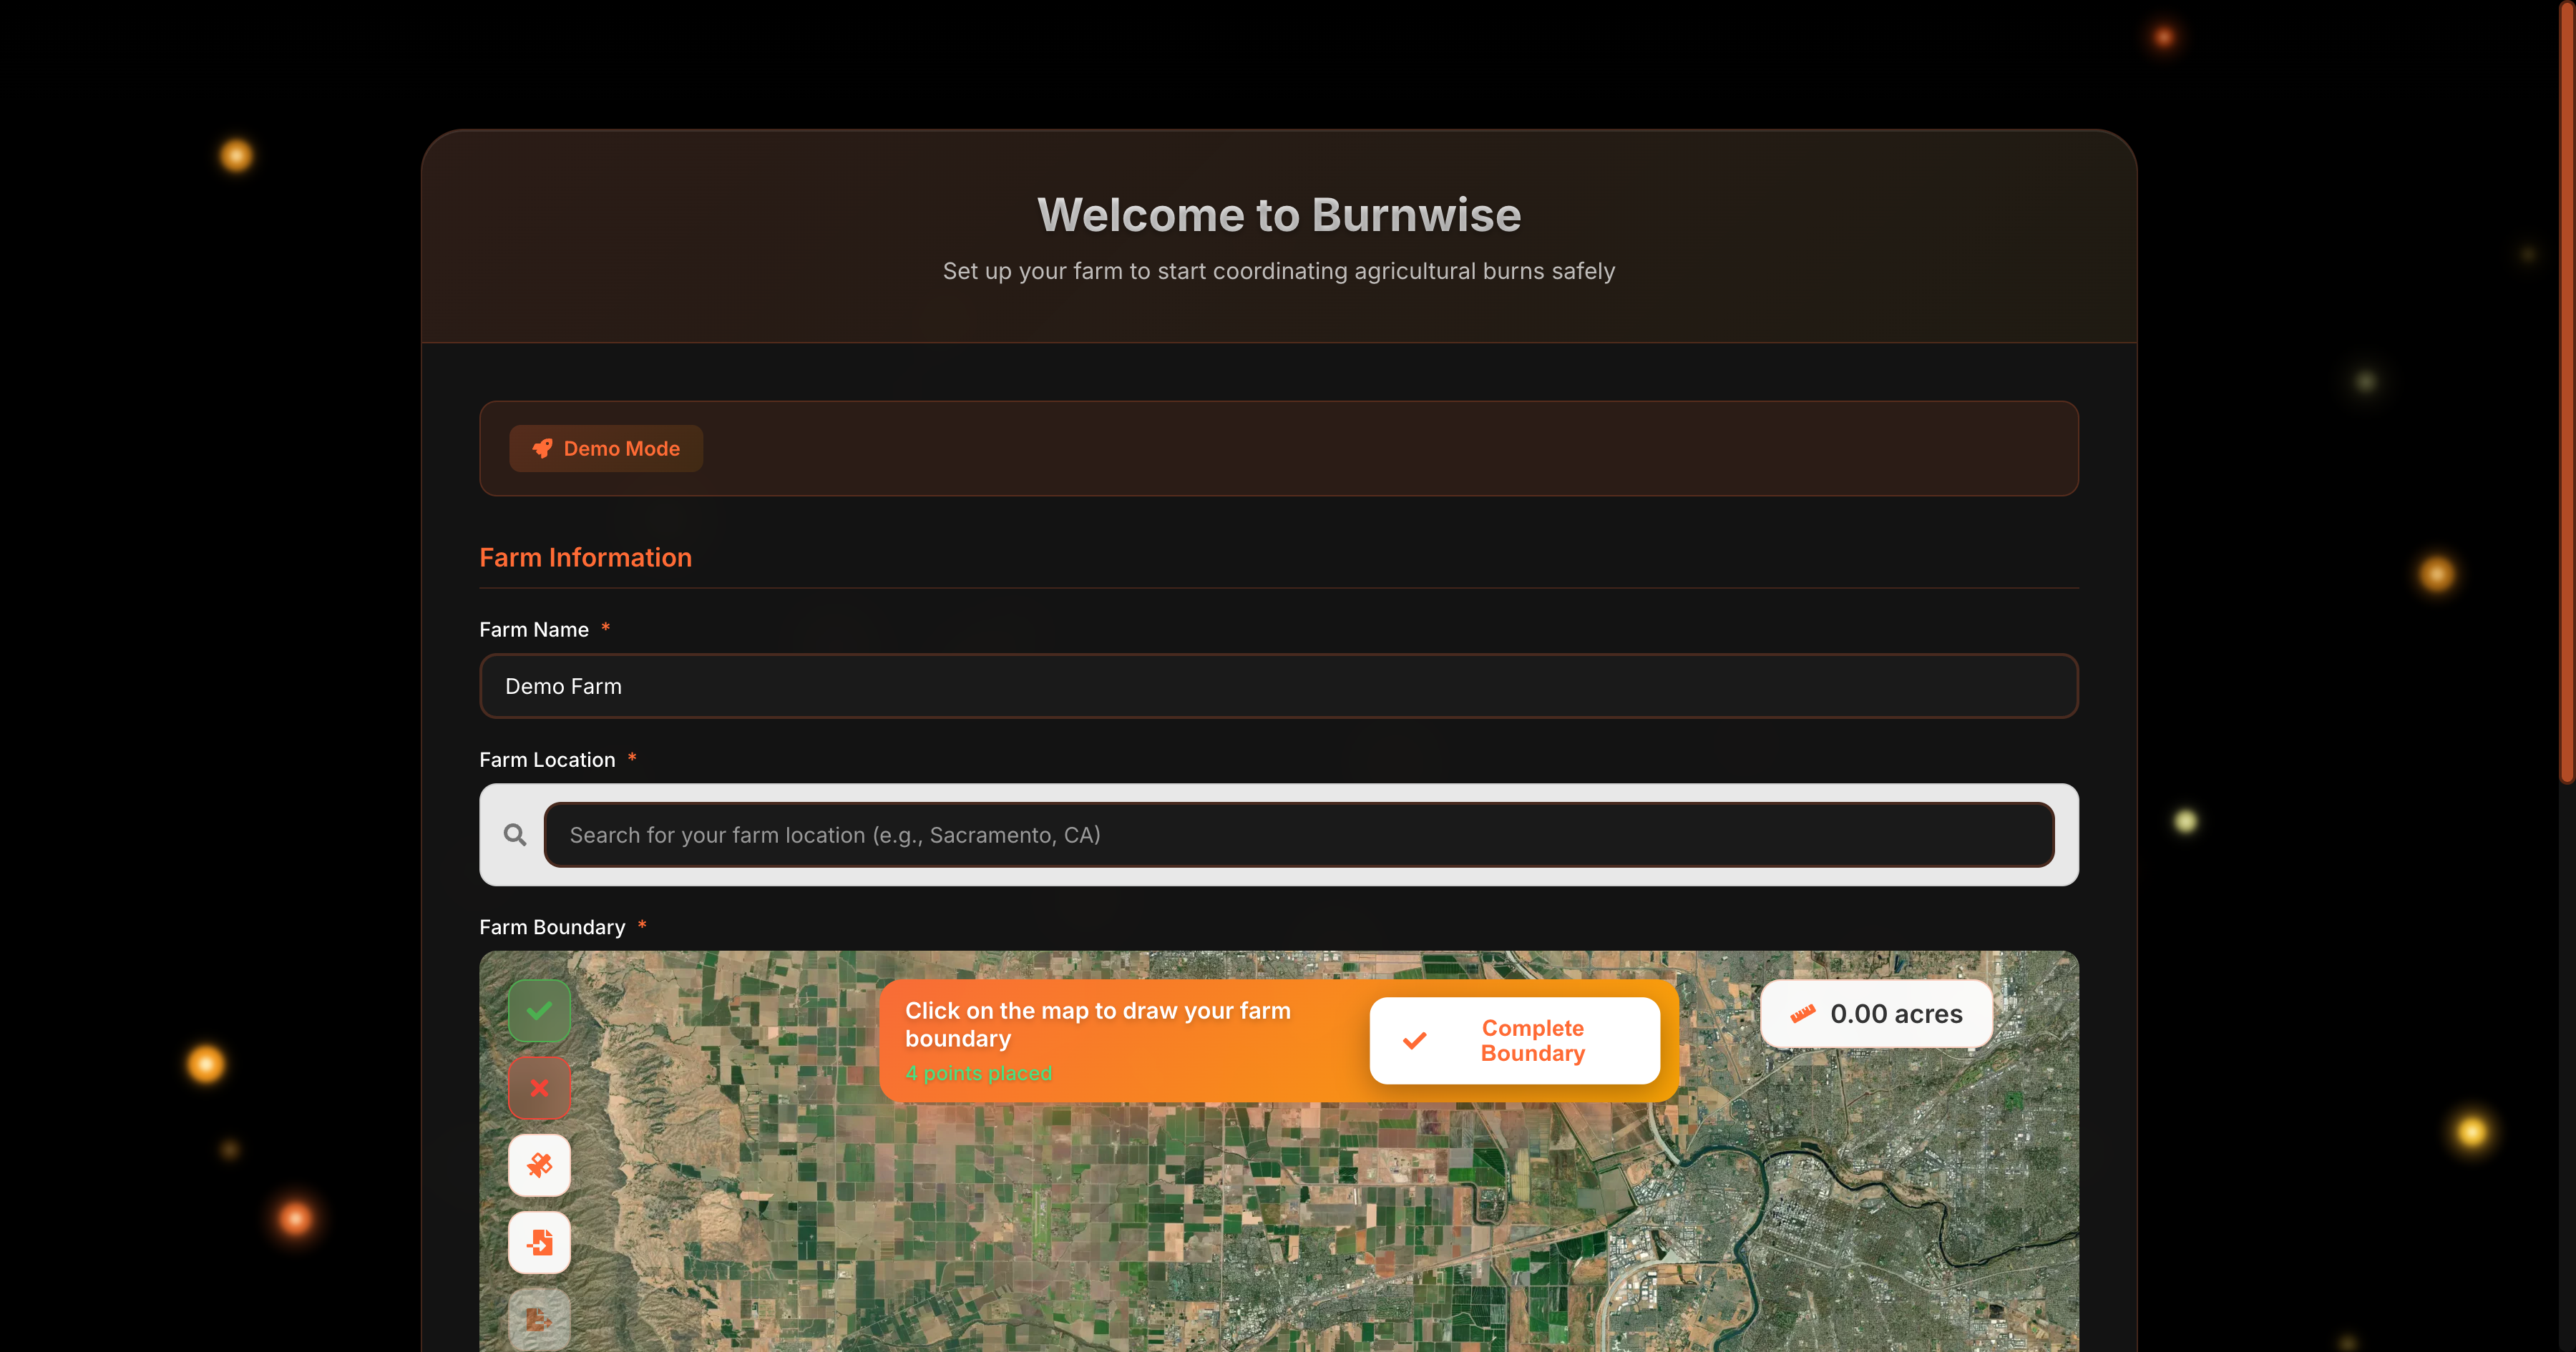 Welcome to Burnwise
Set up your farm to start coordinating agricultural burns safely
Demo Mode
Farm Information
Farm Name *
Demo Farm
Farm Location *
Search for your farm location (e.g., Sacramento, CA)
Farm Boundary *
Click on the map to draw your farm
boundary
4 points placed
Complete
Boundary
0.00 acres